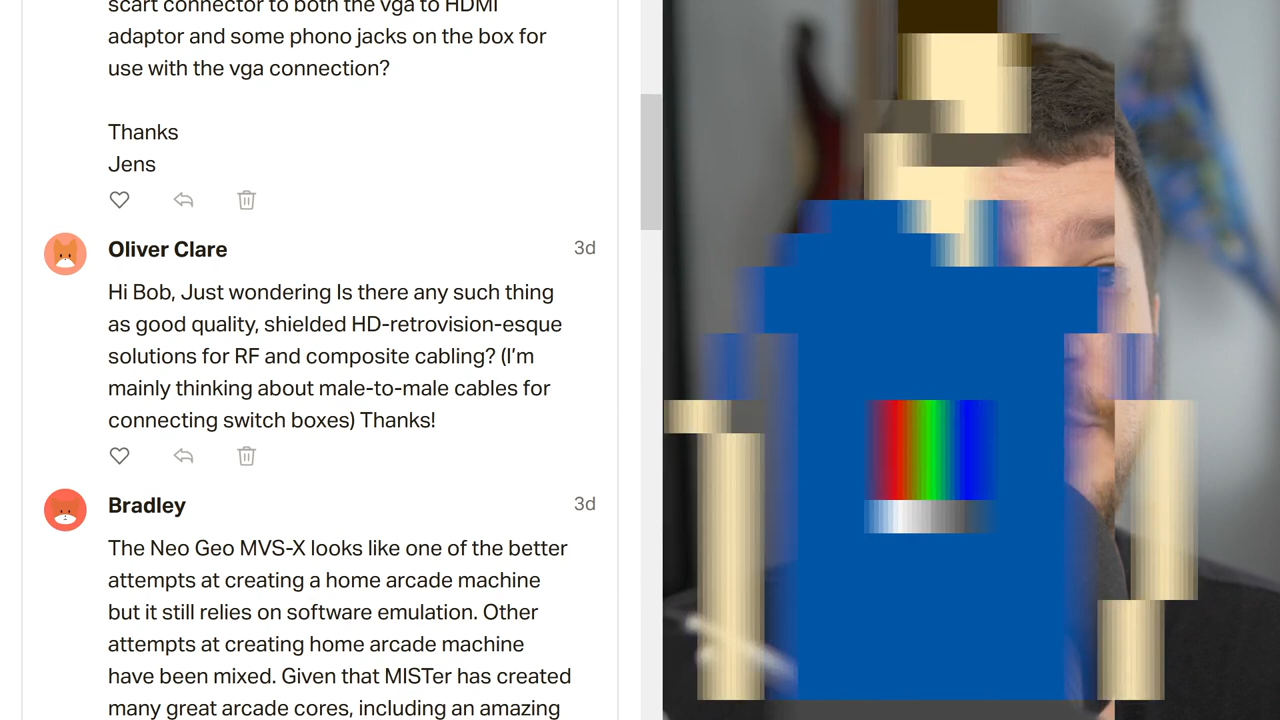 scart connector to both the vga to HDMI
adaptor and some phono jacks on the box for
use with the vga connection?
Thanks
Jens
Oliver Clare
3d
Hi Bob, Just wondering Is there any such thing
as good quality, shielded HD-retrovision-esque
solutions for RF and composite cabling? (I’m
mainly thinking about male-to-male cables for
connecting switch boxes) Thanks!
Bradley
3d
The Neo Geo MVS-X looks like one of the better
attempts at creating a home arcade machine
but it still relies on software emulation. Other
attempts at creating home arcade machine
have been mixed. Given that MISTer has created
many great arcade cores, including an amazing